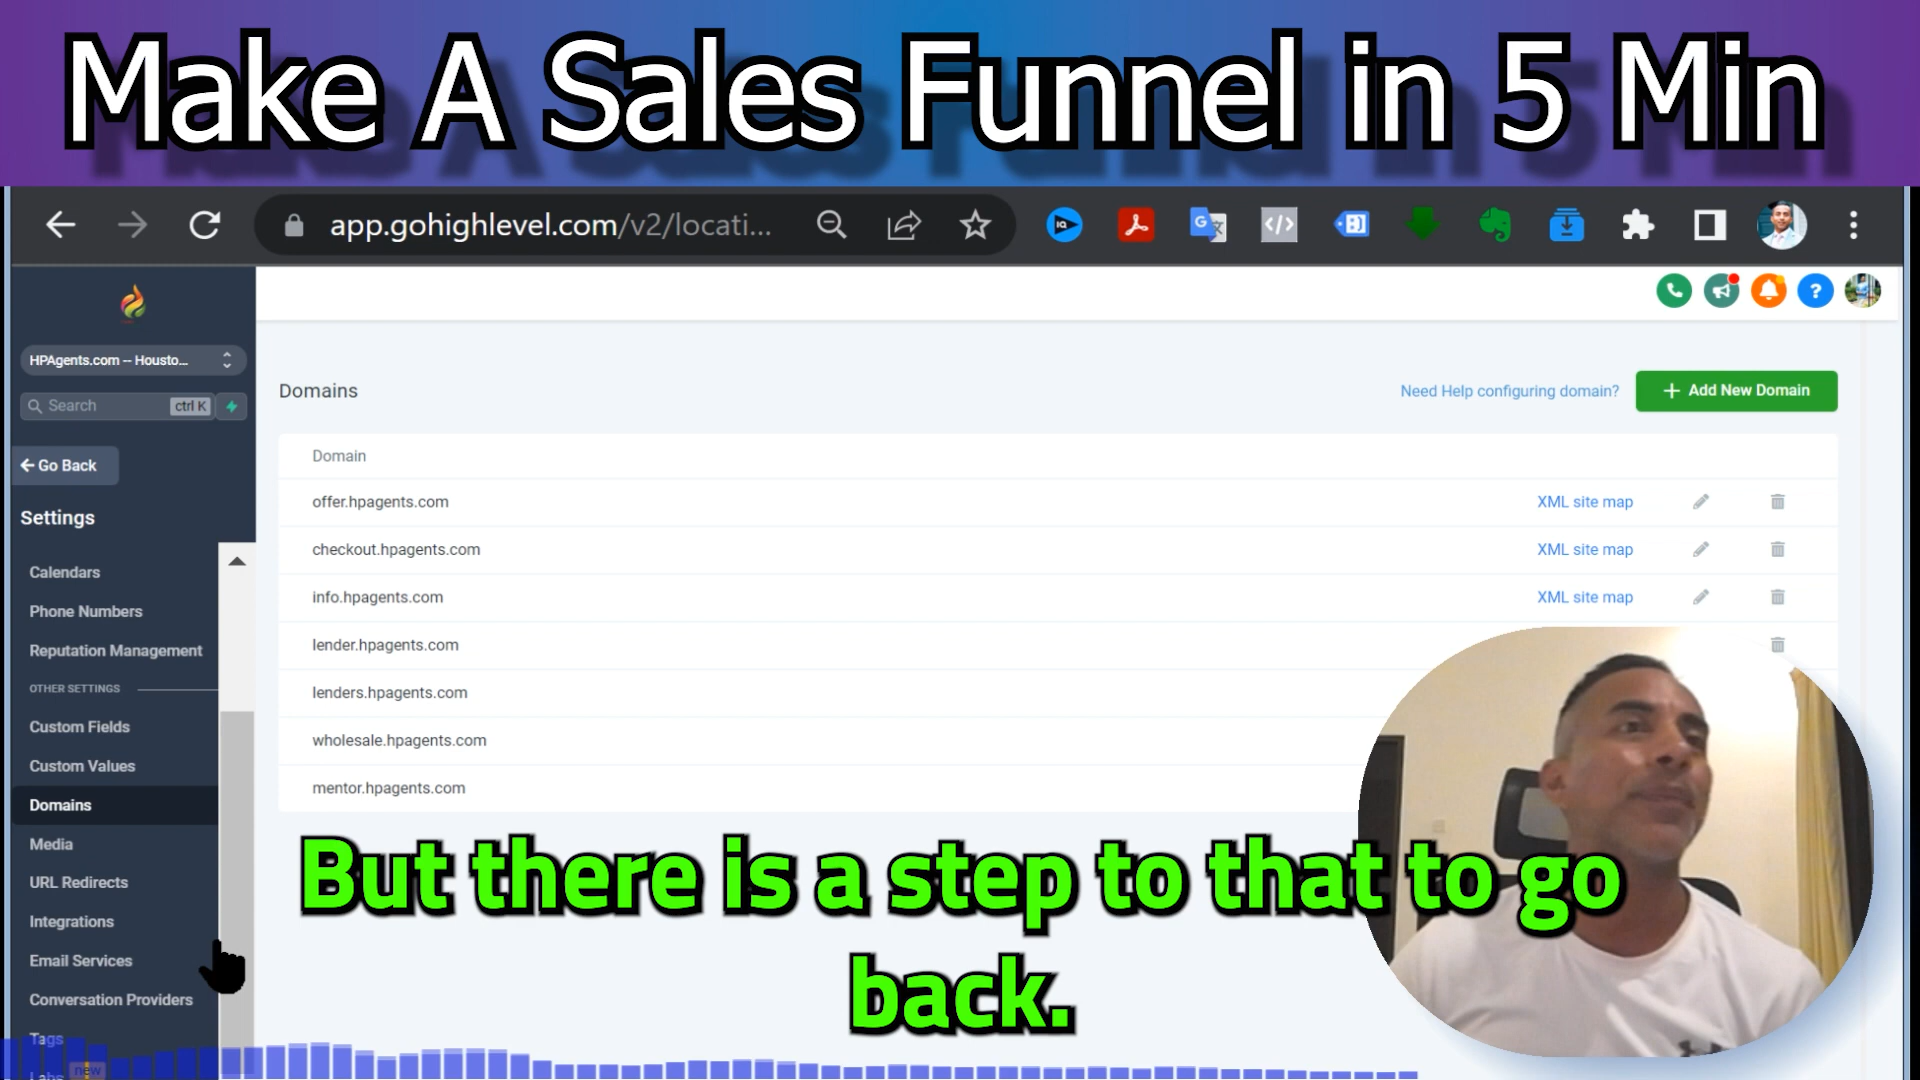 Make A Sales Funnel in 5 Min
app.gohighlevel.com/v2/locati...
HPAgents.com -- Housto...
Search ctrl K
Go Back
Settings
Calendars
Phone Numbers
Reputation Management
OTHER SETTINGS
Custom Fields
Custom Values
Domains
Media
URL Redirects
Integrations
Email Services
Conversation Providers
Tags
Labs new
Domains
Need Help configuring domain?
+ Add New Domain
Domain
offer.hpagents.com XML site map
checkout.hpagents.com XML site map
info.hpagents.com XML site map
lender.hpagents.com
lenders.hpagents.com
wholesale.hpagents.com
mentor.hpagents.com
But there is a step to that to go
back.